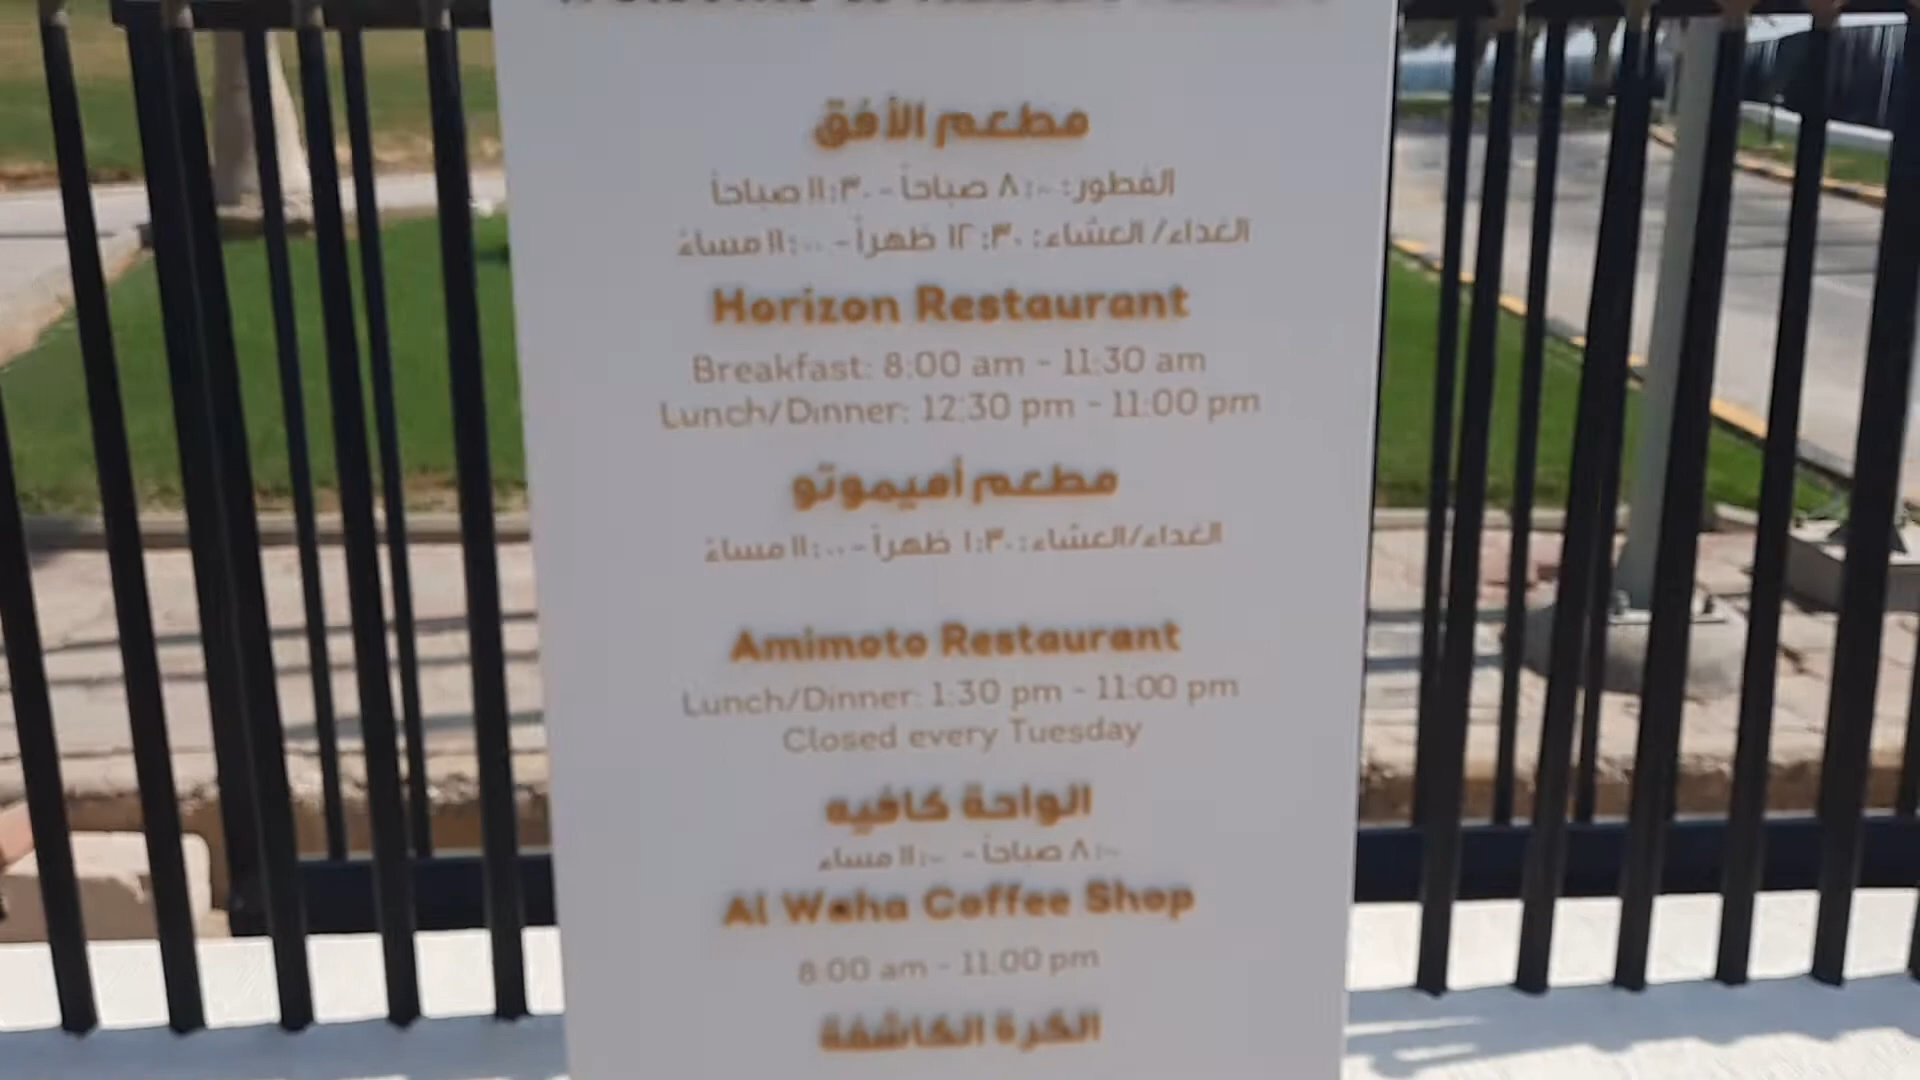 مطعم الأفق
الفطور: ٨:٠٠ صباحاً - ١١:٣٠ صباحاً
الغداء/ العشاء: ١٢:٣٠ ظهراً - ١١:٠٠ مساءً
Horizon Restaurant
Breakfast: 8:00 am - 11:30 am
Lunch/Dinner: 12:30 pm - 11:00 pm
مطعم أميموتو
الغداء/العشاء: ١:٣٠ ظهراً - ١١:٠٠ مساءً
Amimoto Restaurant
Lunch/Dinner: 1:30 pm - 11:00 pm
Closed every Tuesday
الواحة كافيه
٨:٠٠ صباحاً - ١١:٠٠ مساء
Al Waha Coffee Shop
8:00 am - 11:00 pm
الكرة الكاشفة